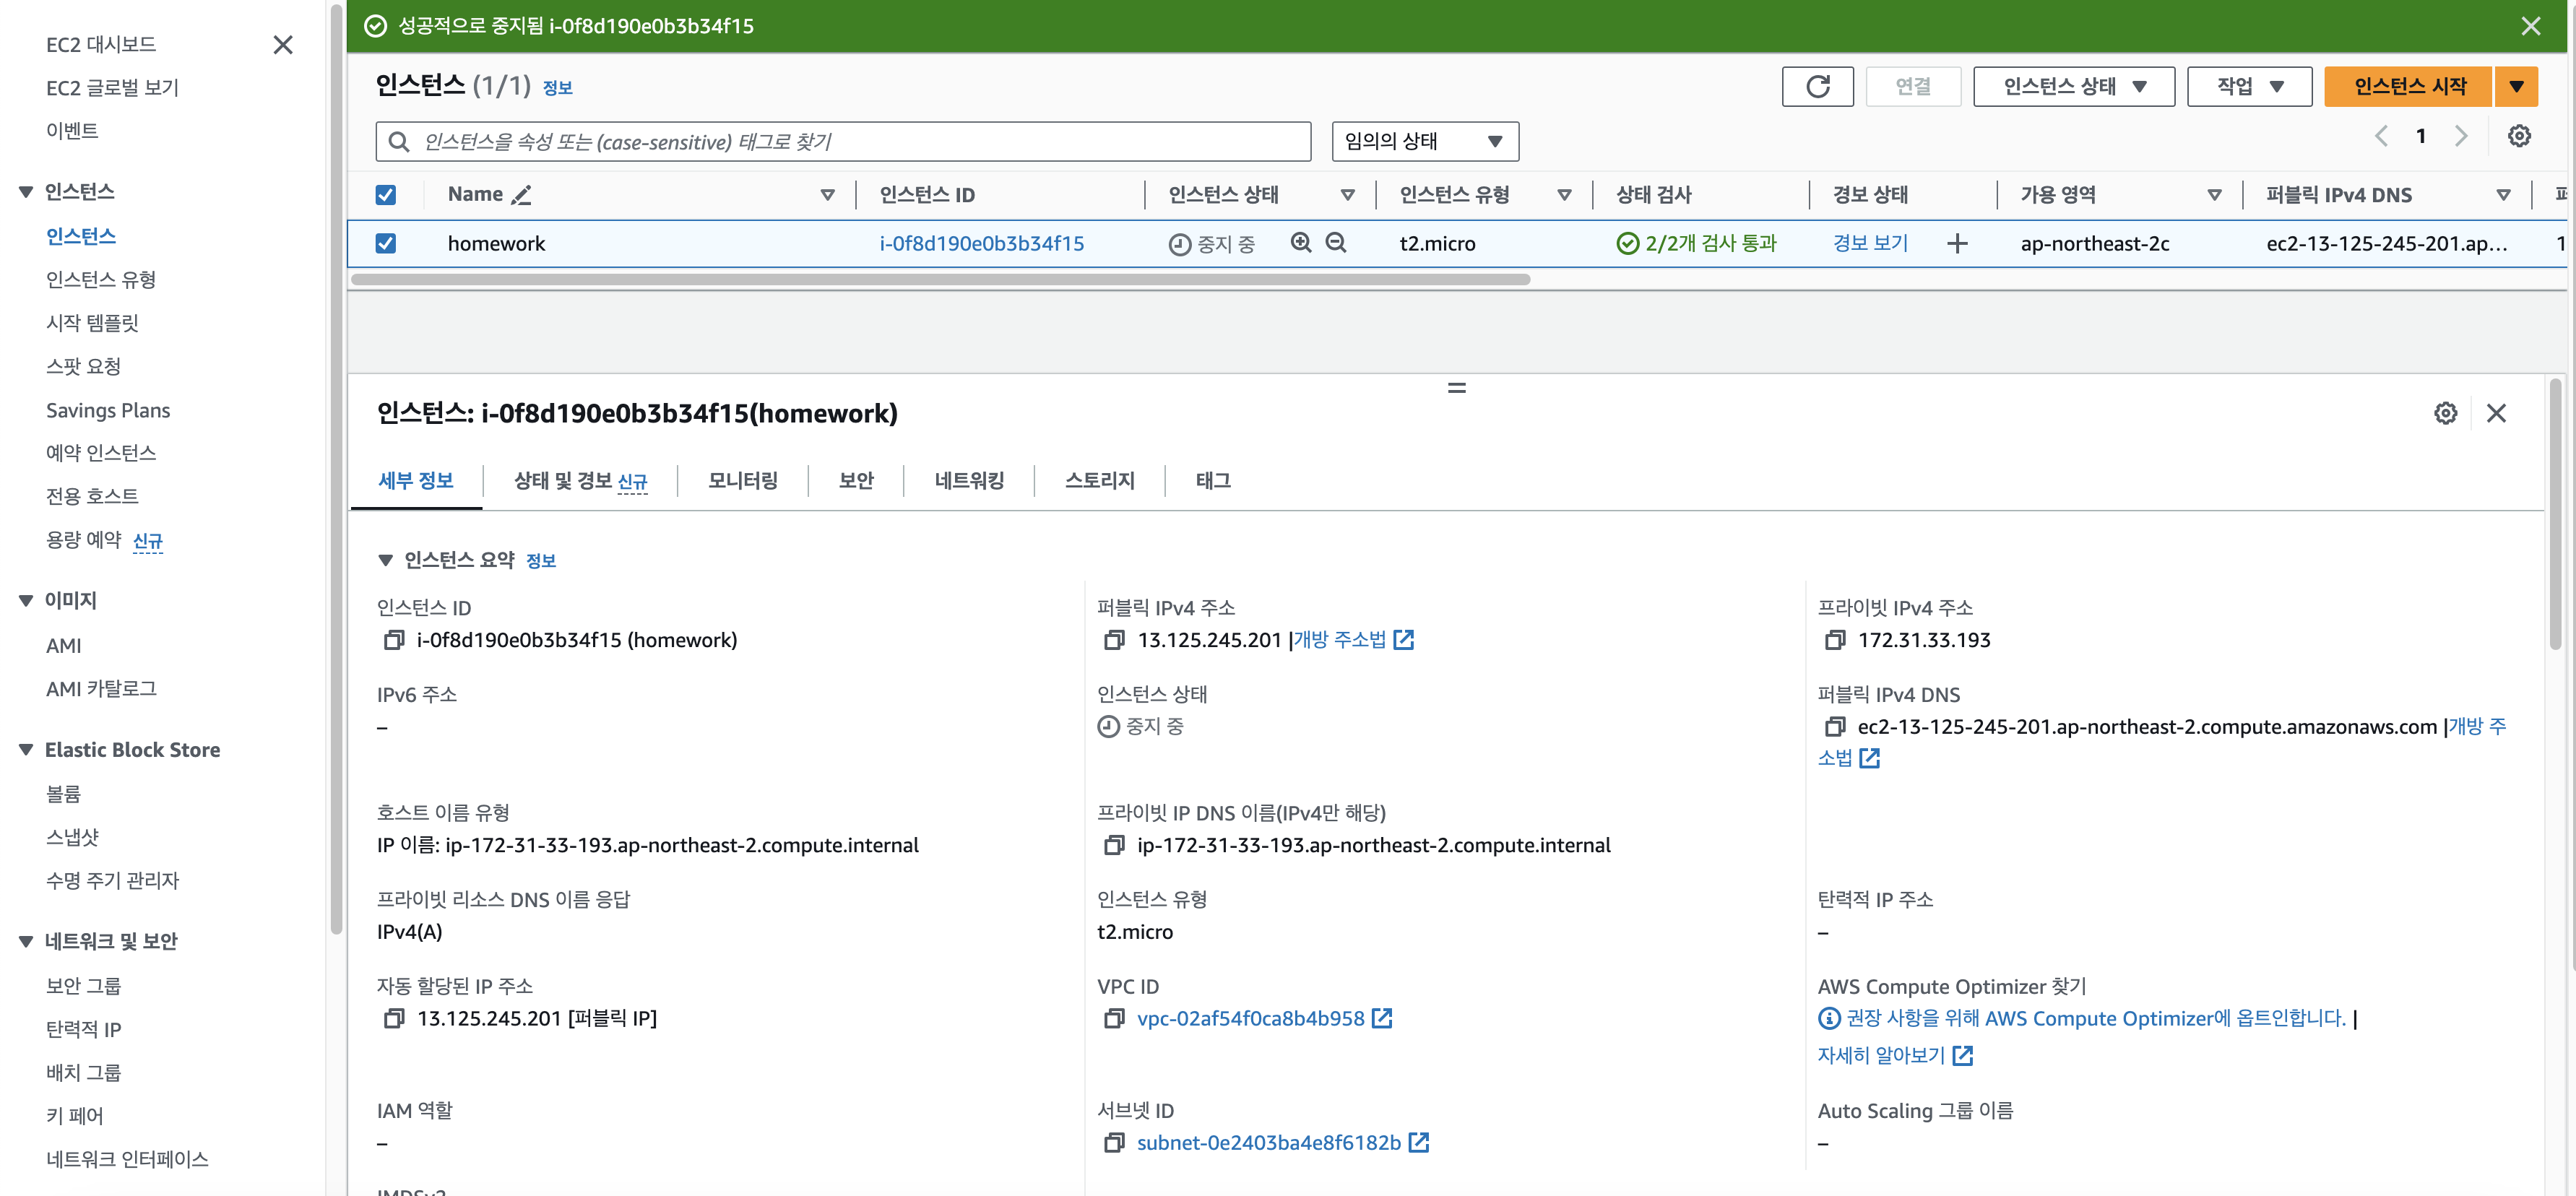 EC2 대시보드
EC2 글로벌 보기
이벤트
인스턴스
인스턴스
인스턴스 유형
시작 템플릿
스팟 요청
Savings Plans
예약 인스턴스
전용 호스트
용량 예약 신규
이미지
AMI
AMI 카탈로그
Elastic Block Store
볼륨
스냅샷
수명 주기 관리자
네트워크 및 보안
보안 그룹
탄력적 IP
배치 그룹
키 페어
네트워크 인터페이스
성공적으로 중지됨 i-0f8d190e0b3b34f15
인스턴스 (1/1) 정보
연결 인스턴스 상태 작업 인스턴스 시작
인스턴스을 속성 또는 (case-sensitive) 태그로 찾기 임의의 상태 1
Name 인스턴스 ID 인스턴스 상태 인스턴스 유형 상태 검사 경보 상태 가용 영역 퍼블릭 IPv4 DNS
homework i-0f8d190e0b3b34f15 중지 중 t2.micro 2/2개 검사 통과 경보 보기 ap-northeast-2c ec2-13-125-245-201.ap... 1
인스턴스: i-0f8d190e0b3b34f15(homework)
세부 정보 상태 및 경보 신규 모니터링 보안 네트워킹 스토리지 태그
인스턴스 요약 정보
인스턴스 ID
i-0f8d190e0b3b34f15 (homework)
퍼블릭 IPv4 주소
13.125.245.201 |개방 주소법
프라이빗 IPv4 주소
172.31.33.193
IPv6 주소
–
인스턴스 상태
중지 중
퍼블릭 IPv4 DNS
ec2-13-125-245-201.ap-northeast-2.compute.amazonaws.com |개방 주
소법
호스트 이름 유형
IP 이름: ip-172-31-33-193.ap-northeast-2.compute.internal
프라이빗 IP DNS 이름(IPv4만 해당)
ip-172-31-33-193.ap-northeast-2.compute.internal
프라이빗 리소스 DNS 이름 응답
IPv4(A)
인스턴스 유형
t2.micro
탄력적 IP 주소
–
자동 할당된 IP 주소
13.125.245.201 [퍼블릭 IP]
VPC ID
vpc-02af54f0ca8b4b958
AWS Compute Optimizer 찾기
권장 사항을 위해 AWS Compute Optimizer에 옵트인합니다. |
자세히 알아보기
IAM 역할
–
서브넷 ID
subnet-0e2403ba4e8f6182b
Auto Scaling 그룹 이름
–
IMDSv2